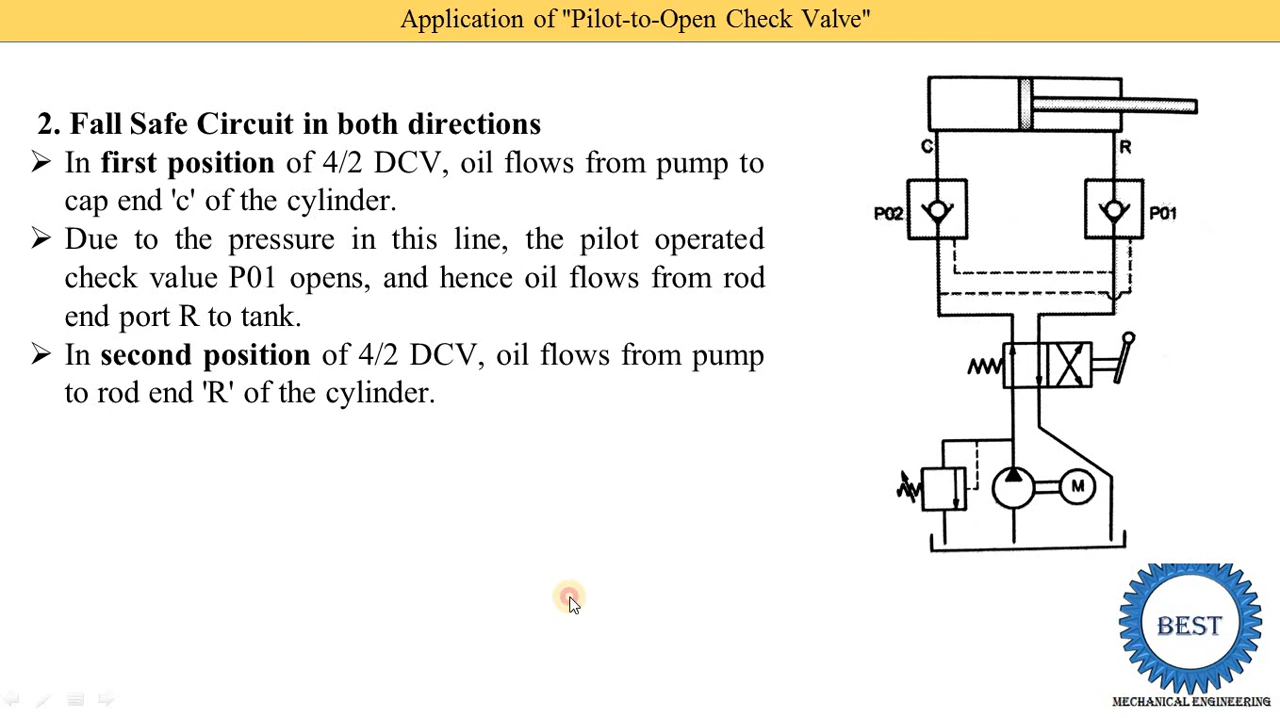 Application of "Pilot-to-Open Check Valve"
2. Fall Safe Circuit in both directions
➢ In first position of 4/2 DCV, oil flows from pump to
cap end 'c' of the cylinder.
➢ Due to the pressure in this line, the pilot operated
check value P01 opens, and hence oil flows from rod
end port R to tank.
➢ In second position of 4/2 DCV, oil flows from pump
to rod end 'R' of the cylinder.
C
R
P02
P01
M
BEST
MECHANICAL ENGINEERING